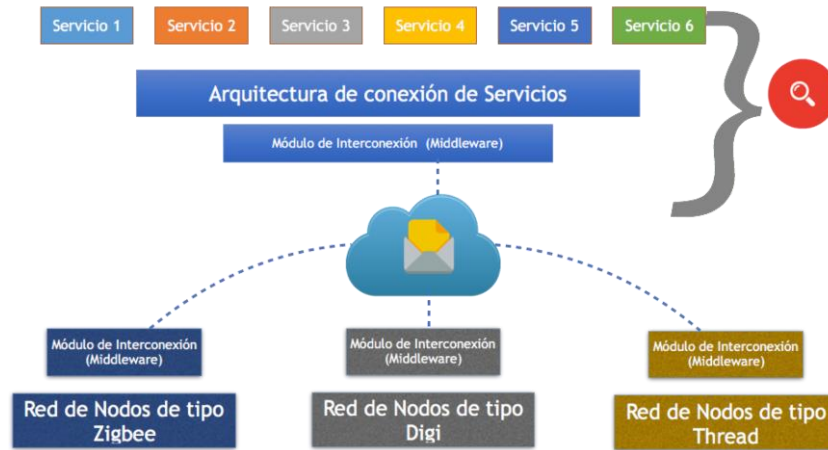 Servicio 1
Servicio 2
Servicio 3
Servicio 4
Servicio 5
Servicio 6
Arquitectura de conexión de Servicios
Módulo de Interconexión (Middleware)
Módulo de Interconexión
(Middleware)
Red de Nodos de tipo
Zigbee
Módulo de Interconexión
(Middleware)
Red de Nodos de tipo
Digi
Módulo de Interconexión
(Middleware)
Red de Nodos de tipo
Thread